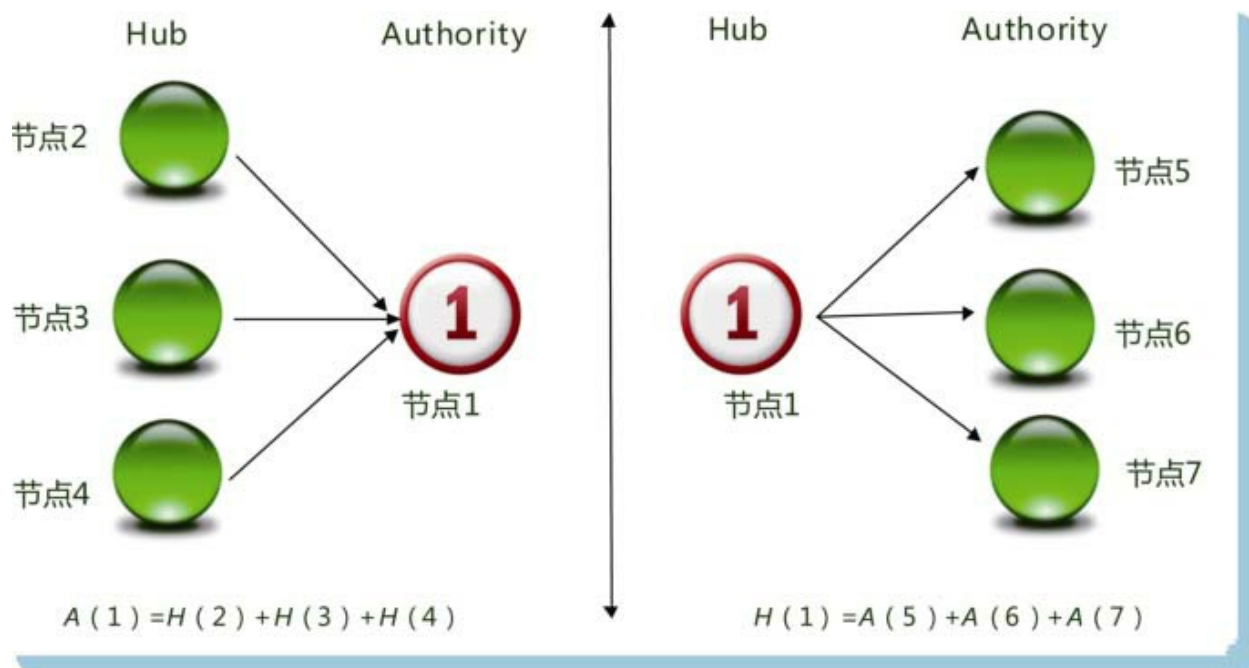 Hub Authority
节点2
节点3
1
节点1
节点4
A ( 1 ) =H ( 2 ) +H ( 3 ) +H ( 4 )
Hub Authority
节点5
1
节点6
节点1
节点7
H ( 1 ) =A ( 5 ) +A ( 6 ) +A ( 7 )